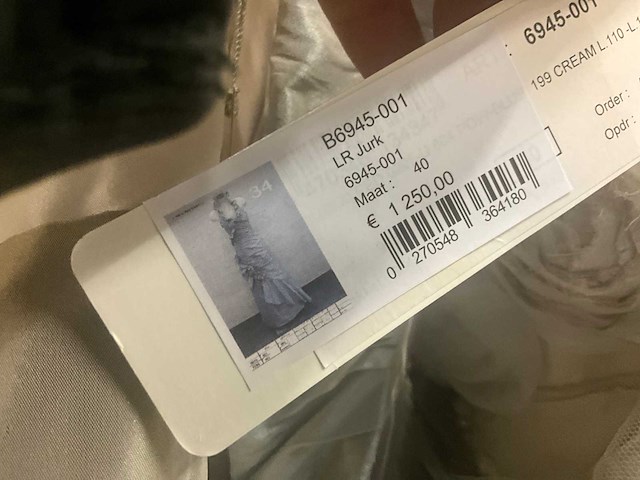 B6945-001
LR Jurk
6945-001
Maat : 40
€ 1 250,00
0 270548 364180
34
6945-001
199 CREAM L.110-L.1
Order :
Opdr :